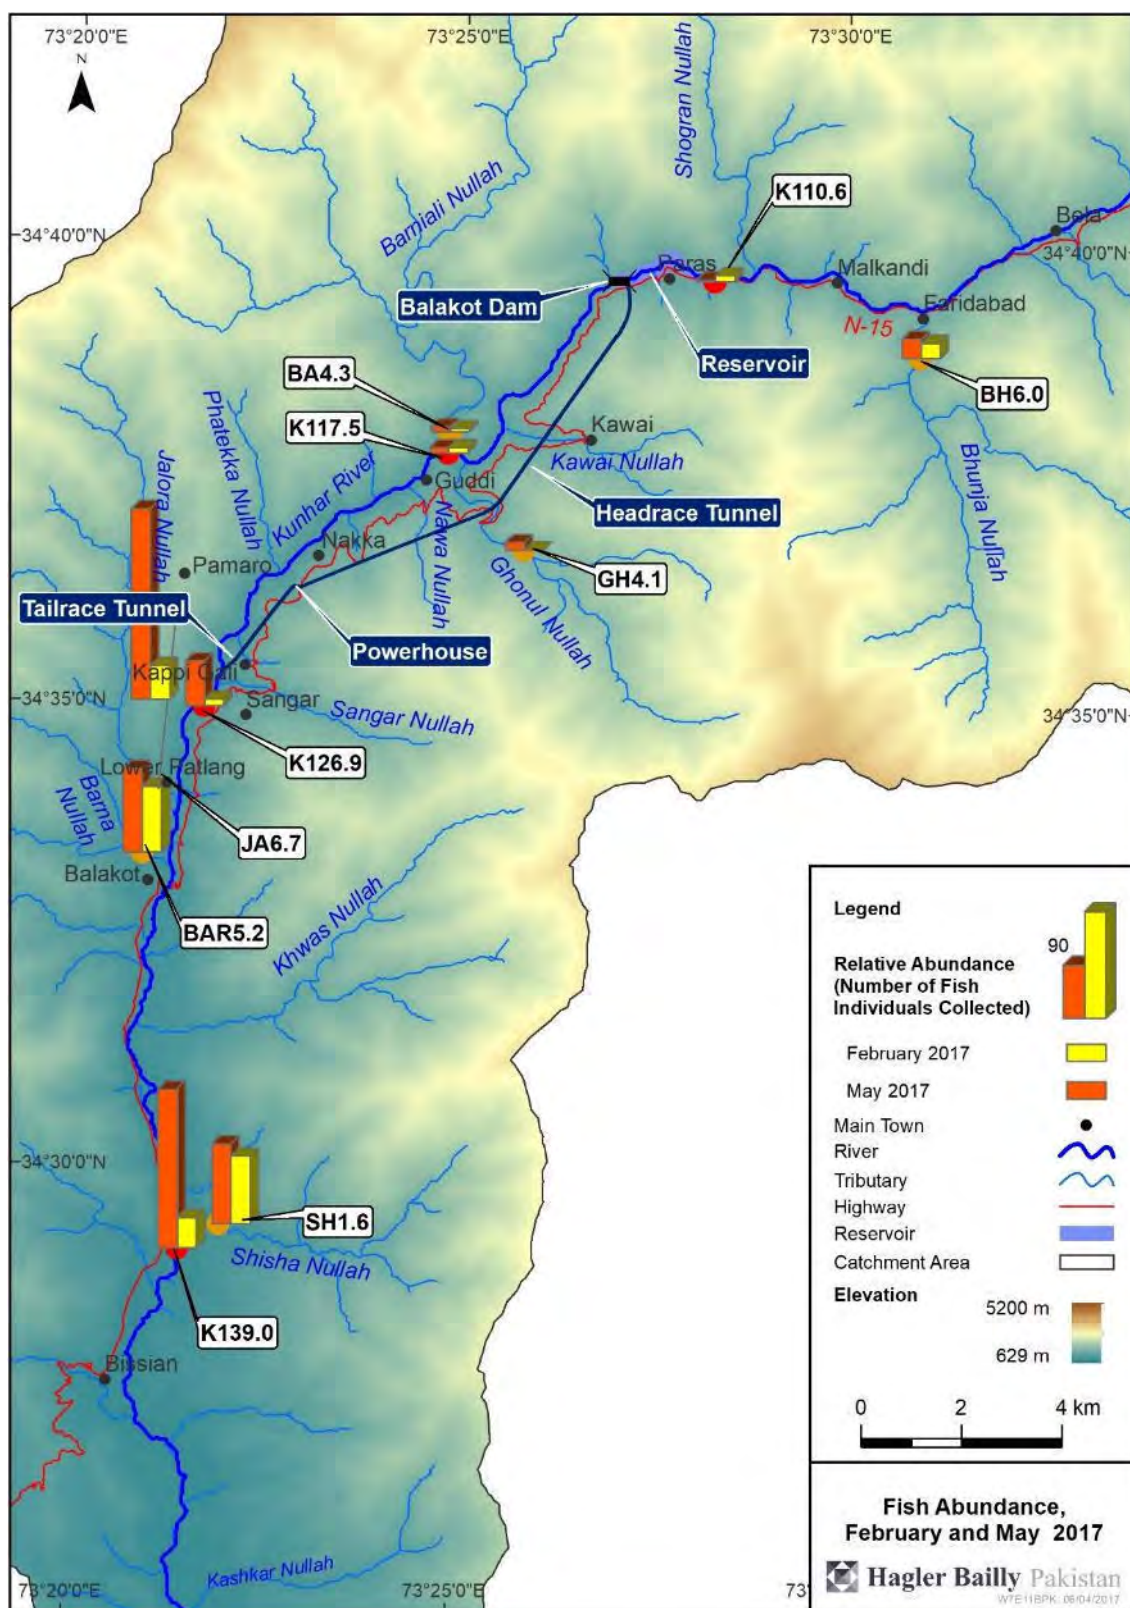 73°20'0"E
73°25'0"E
73°30'0"E
N
Shogran Nullah
Barniali Nullah
K110.6
Bela
34°40'0"N
34°40'0"N
Paras
Malkandi
Balakot Dam
Faridabad
N-15
Reservoir
BA4.3
BH6.0
Phatekka Nullah
K117.5
Kawai
Jalora Nullah
Kunhar River
Kawai Nullah
Bhunja Nullah
Guddi
Headrace Tunnel
Nakka
Nawa Nullah
Pamaro
GH4.1
Ghonul Nullah
Tailrace Tunnel
Powerhouse
Kappi Gali
34°35'0"N
Sangar
Sangar Nullah
34°35'0"N
K126.9
Lower Patlang
Barna
Nullah
JA6.7
Balakot
BAR5.2
Khwas Nullah
34°30'0"N
SH1.6
Shisha Nullah
K139.0
Bissian
Kashkar Nullah
73°20'0"E
73°25'0"E
73°
Legend
90
Relative Abundance
(Number of Fish
Individuals Collected)
February 2017
May 2017
Main Town
River
Tributary
Highway
Reservoir
Catchment Area
Elevation
5200 m
629 m
0 2 4 km
Fish Abundance,
February and May 2017
Hagler Bailly Pakistan
W7E11BPK: 06/04/2017